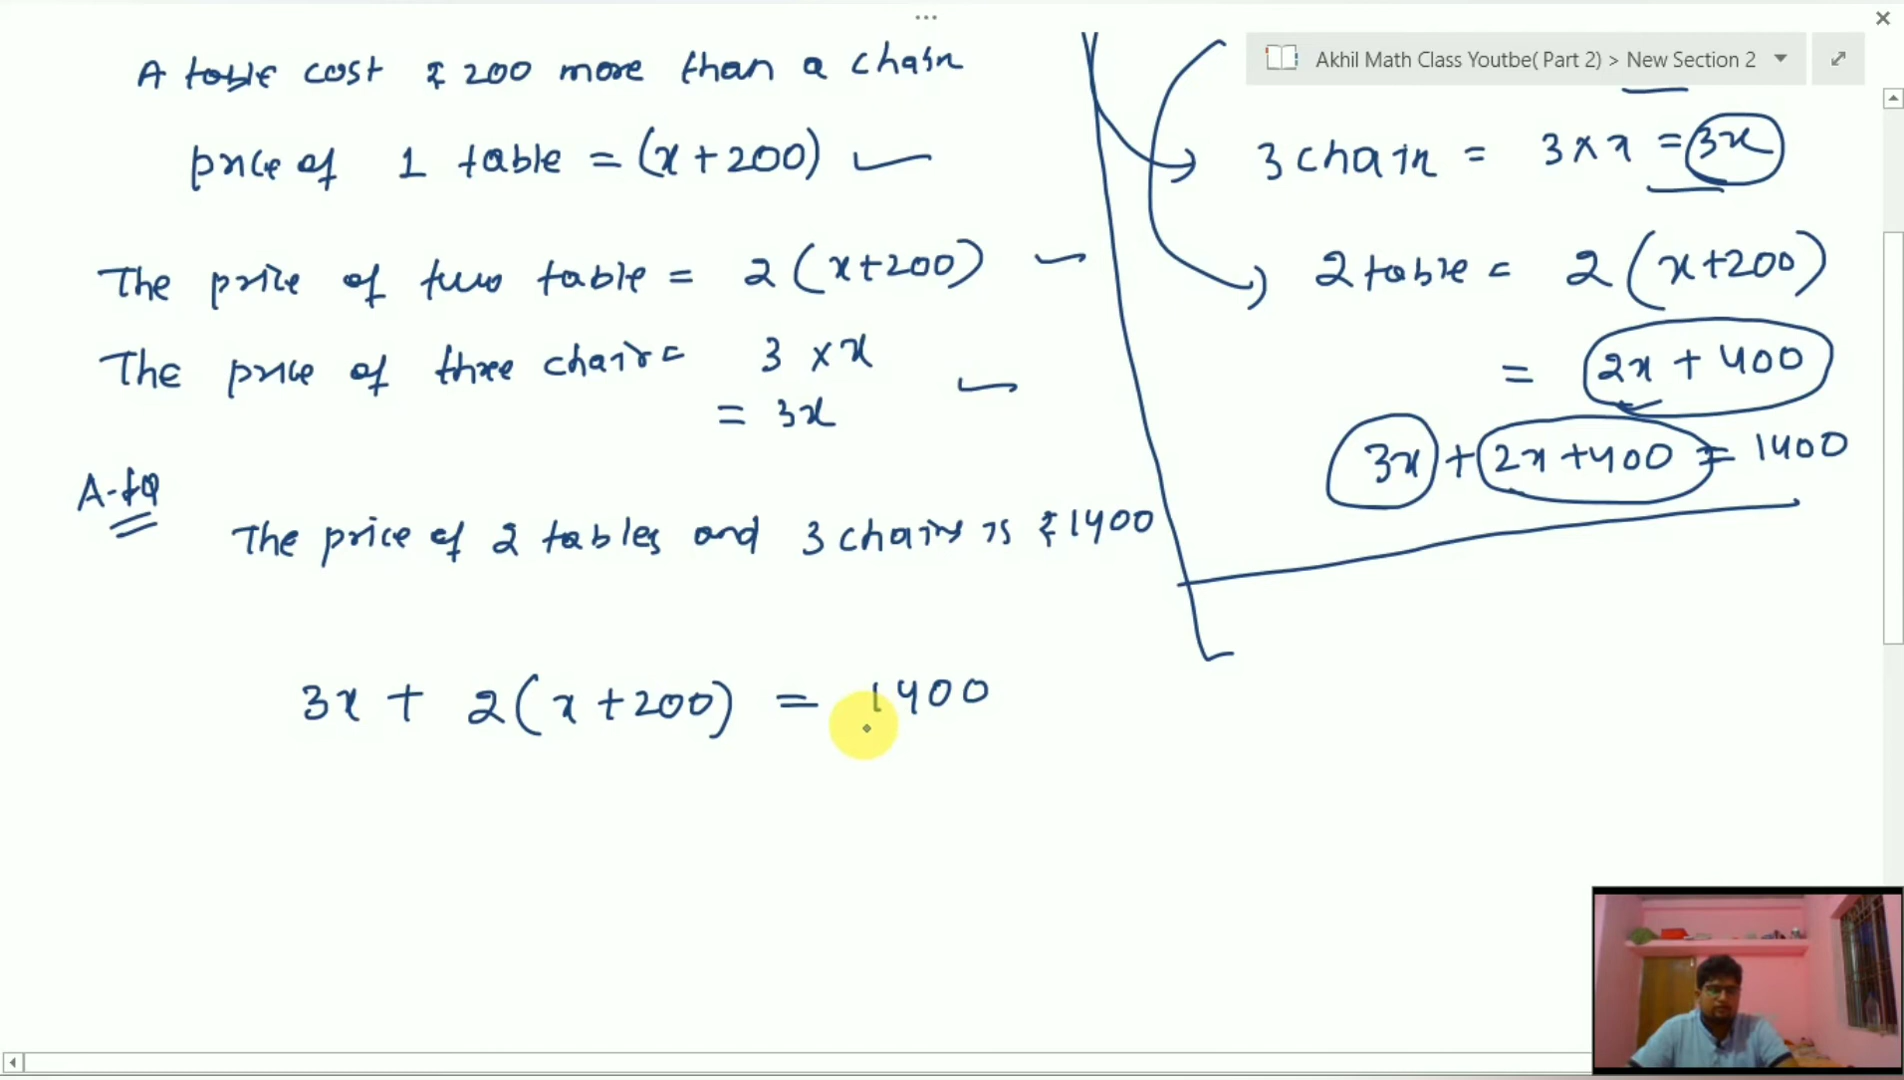 Akhil Math Class Youtbe( Part 2) > New Section 2
A table cost ₹ 200 more than a chair
price of 1 table = (x+200)
The price of two table = 2(x+200)
The price of three chair =  3 × x
= 3x
A-tQ
The price of 2 tables and 3 chairs is ₹1400
3x + 2(x+200) = 1400
3 chair = 3×x = 3x
2 table = 2(x+200)
= 2x + 400
3x + 2x +400 = 1400